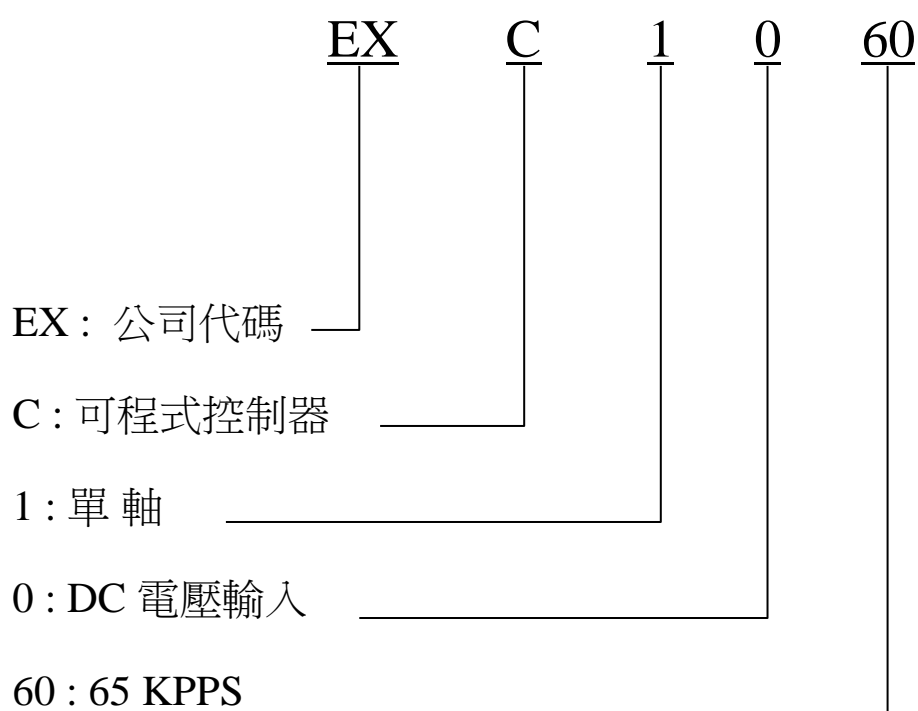 EX C 1 0 60
EX : 公司代碼
C : 可程式控制器
1 : 單 軸
0 : DC 電壓輸入
60 : 65 KPPS